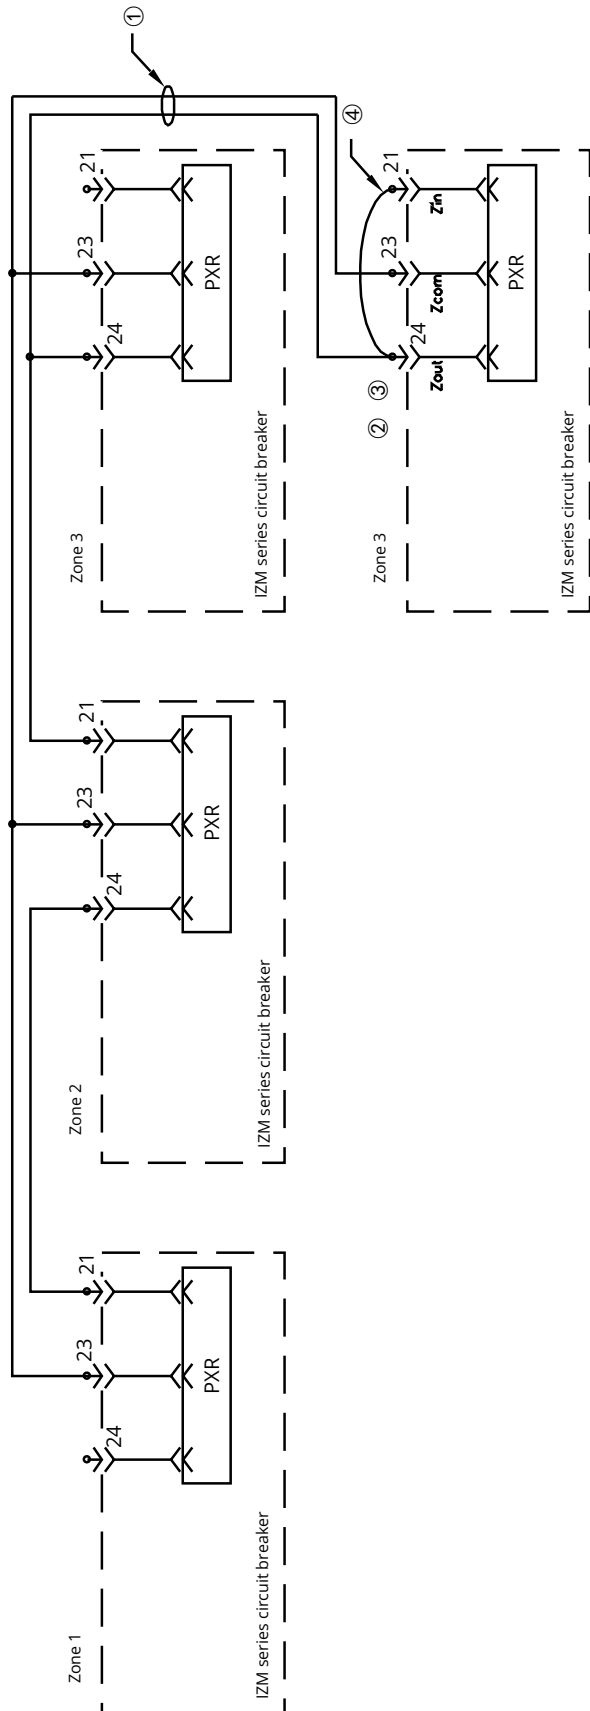 ①
④
21
23
24
PXR
Zone 3
IZM series circuit breaker
21
23
24
Zin
Zcom
Zout
PXR
③
②
Zone 3
IZM series circuit breaker
21
23
24
PXR
Zone 2
IZM series circuit breaker
21
23
24
PXR
Zone 1
IZM series circuit breaker